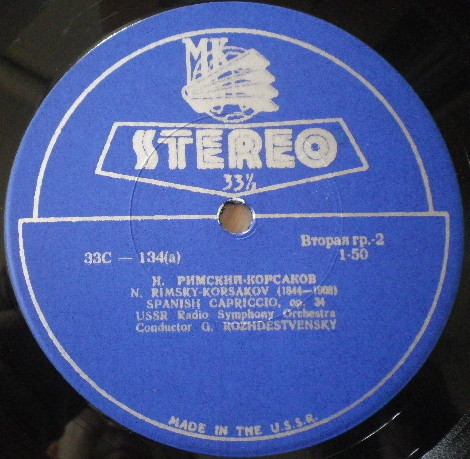 МК
STEREO
33⅓
33С — 134(a)
Вторая гр.-2
1-50
Н. РИМСКИЙ-КОРСАКОВ
N. RIMSKY-KORSAKOV (1844—1908)
SPANISH CAPRICCIO, op. 34
USSR Radio Symphony Orchestra
Conductor G. ROZHDESTVENSKY
MADE IN THE U.S.S.R.